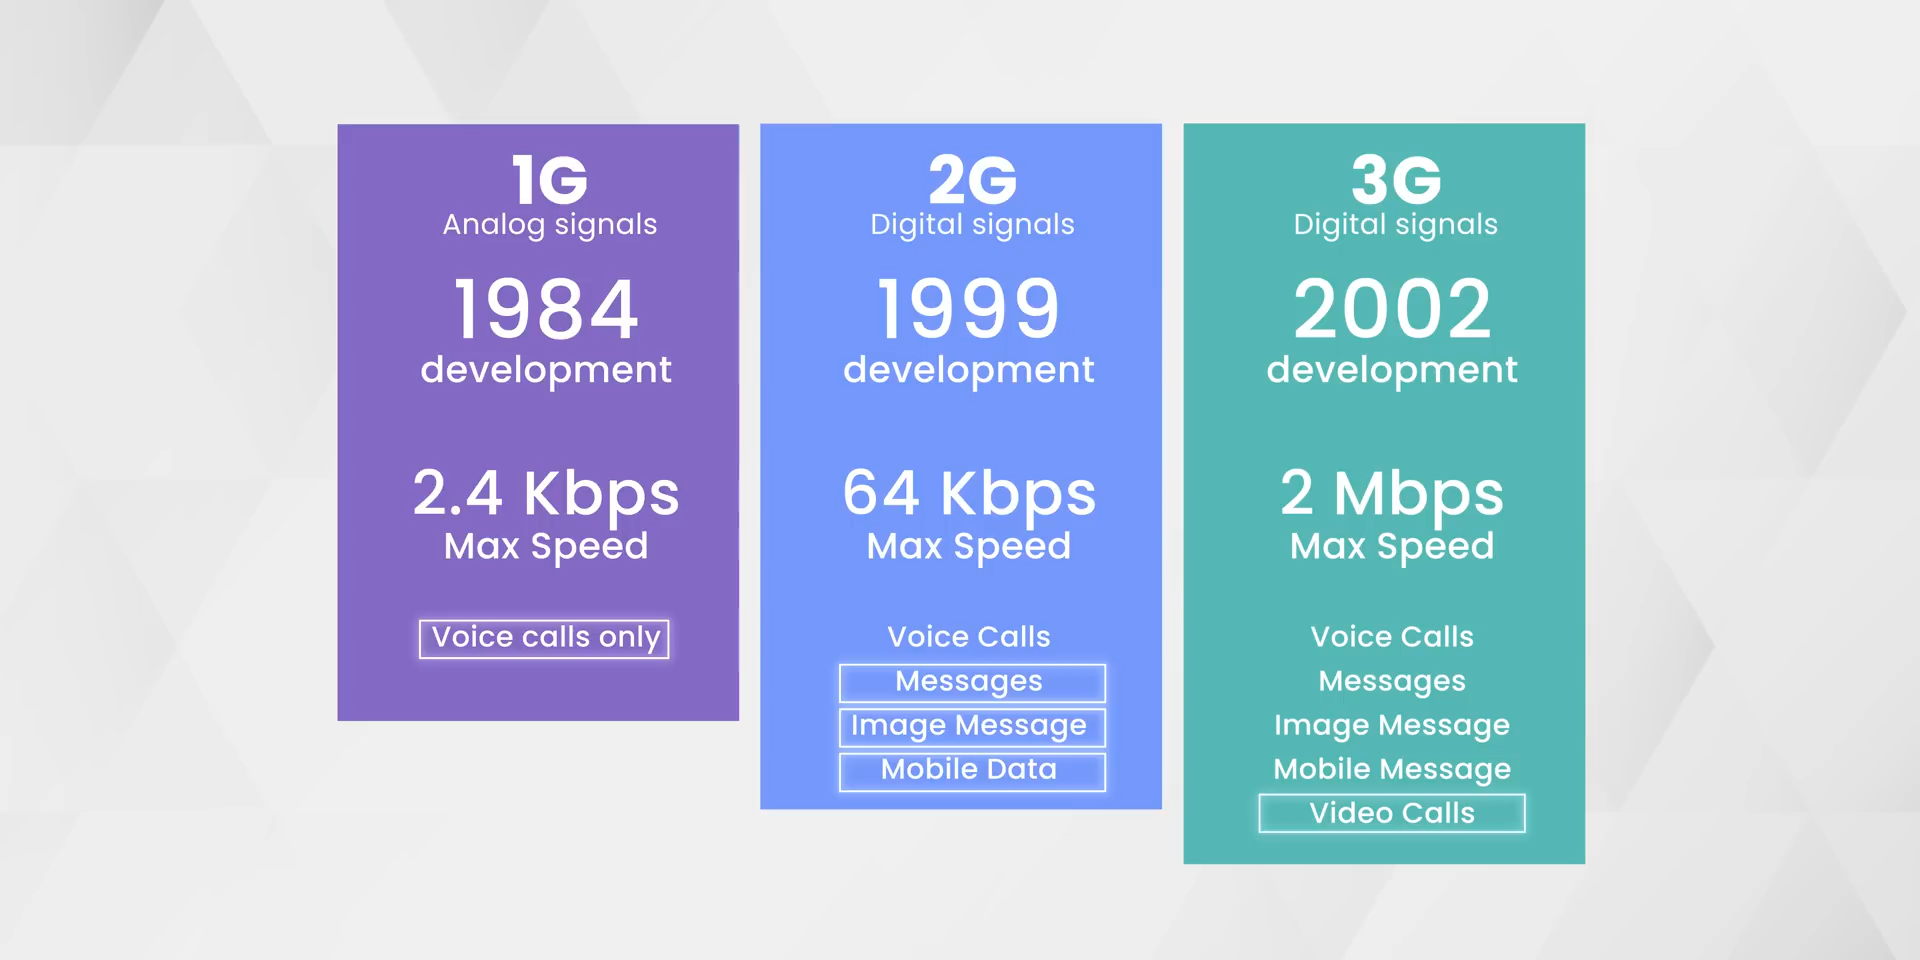 1G
Analog signals
1984
development
2.4 Kbps
Max Speed
Voice calls only
2G
Digital signals
1999
development
64 Kbps
Max Speed
Voice Calls
Messages
Image Message
Mobile Data
3G
Digital signals
2002
development
2 Mbps
Max Speed
Voice Calls
Messages
Image Message
Mobile Message
Video Calls